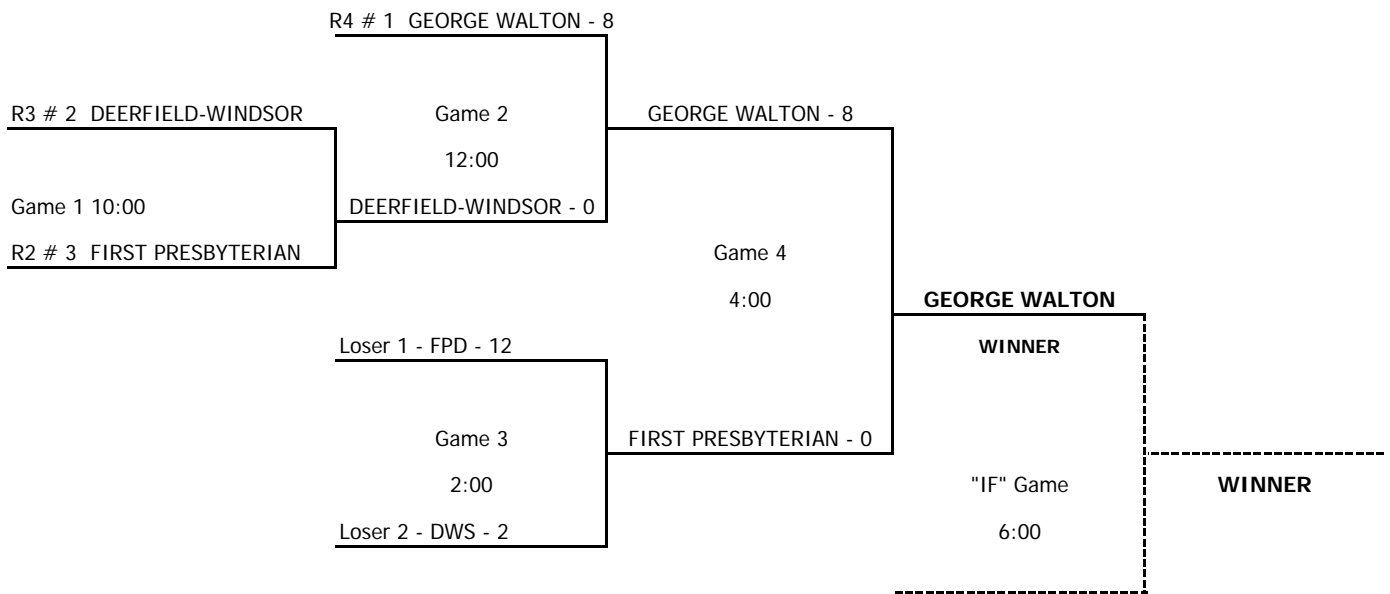 R4 # 1 GEORGE WALTON - 8
R3 # 2 DEERFIELD-WINDSOR
Game 2
GEORGE WALTON - 8
12:00
Game 1 10:00
DEERFIELD-WINDSOR - 0
R2 # 3 FIRST PRESBYTERIAN
Game 4
4:00
GEORGE WALTON
Loser 1 - FPD - 12
WINNER
Game 3
FIRST PRESBYTERIAN - 0
2:00
"IF" Game
WINNER
Loser 2 - DWS - 2
6:00